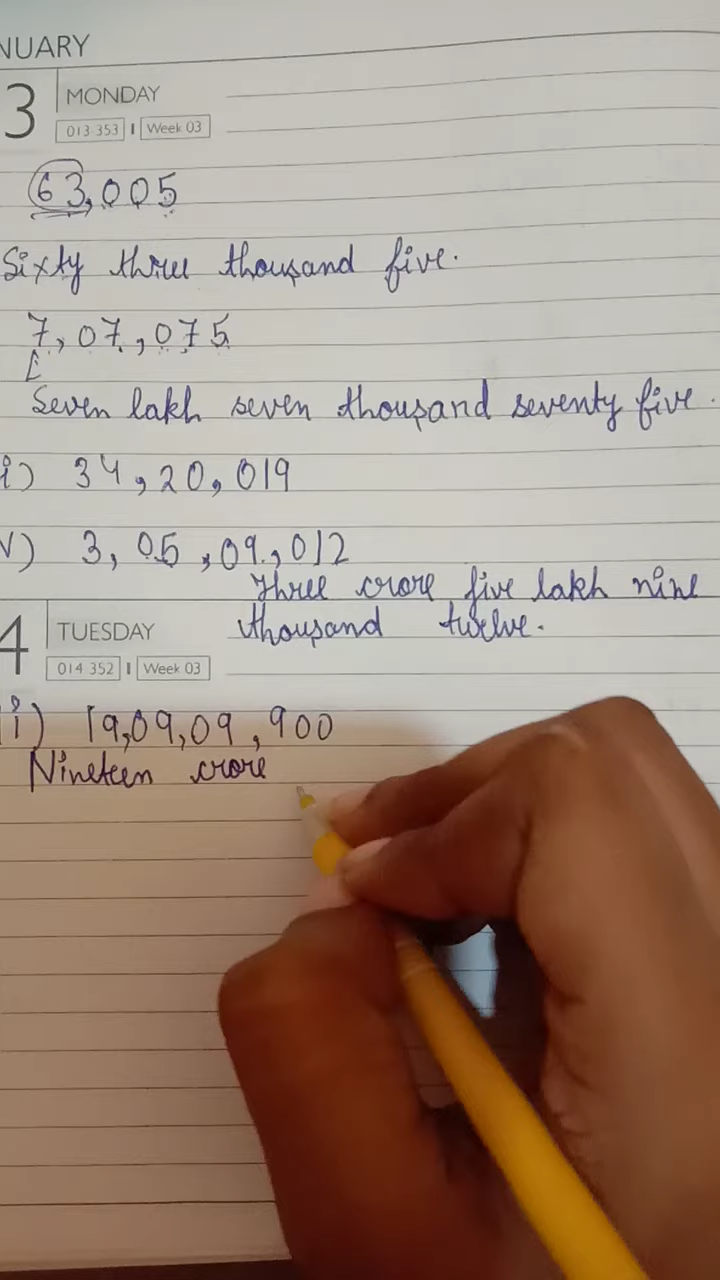 NUARY
3 MONDAY
013 353 Week 03
63,005
Sixty three thousand five.
7,07,075
Seven lakh seven thousand seventy five.
i) 34,20,019
V) 3,05,09,012
Three crore five lakh nine
thousand twelve.
4 TUESDAY
014 352 Week 03
i) 19,09,09,900
Nineteen crore